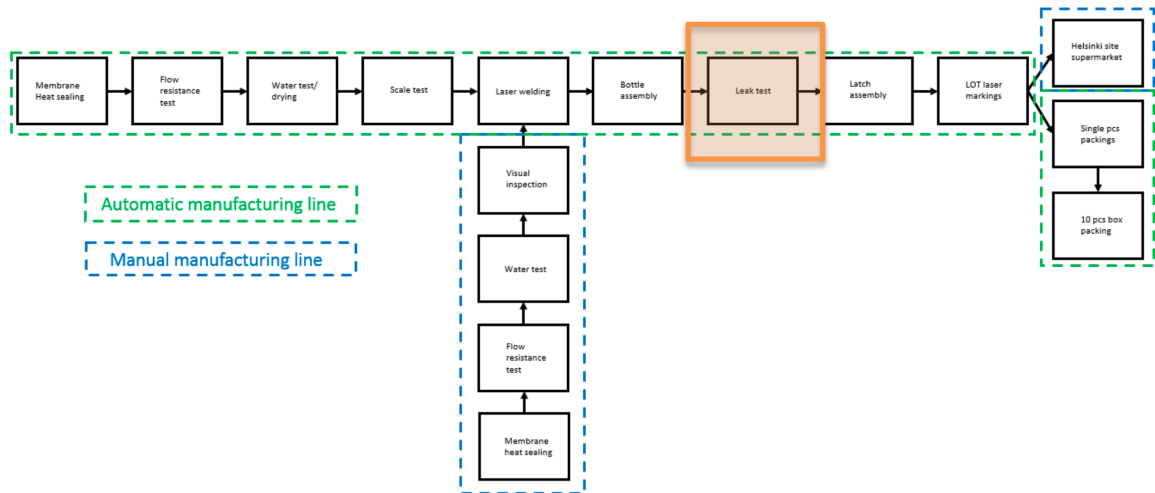 Helsinki site
supermarket
Membrane
Heat sealing
Flow
resistance
test
Water test/
drying
Scale test
Laser welding
Bottle
assembly
Leak test
Latch
assembly
LOT laser
markings
Single pcs
packings
10 pcs box
packing
Visual
inspection
Water test
Flow
resistance
test
Membrane
heat sealing
Automatic manufacturing line
Manual manufacturing line